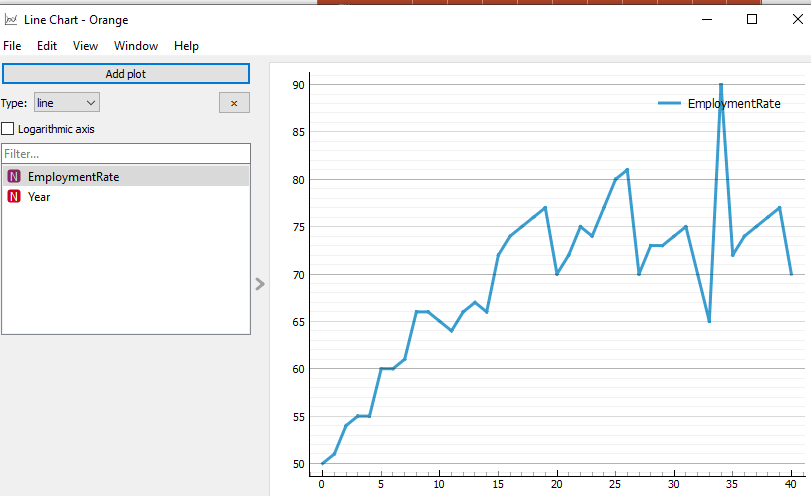 Line Chart - Orange
File Edit View Window Help
Add plot
Type: line ×
Logarithmic axis
Filter...
N EmploymentRate
N Year
EmploymentRate
90
85
80
75
70
65
60
55
50
0 5 10 15 20 25 30 35 40